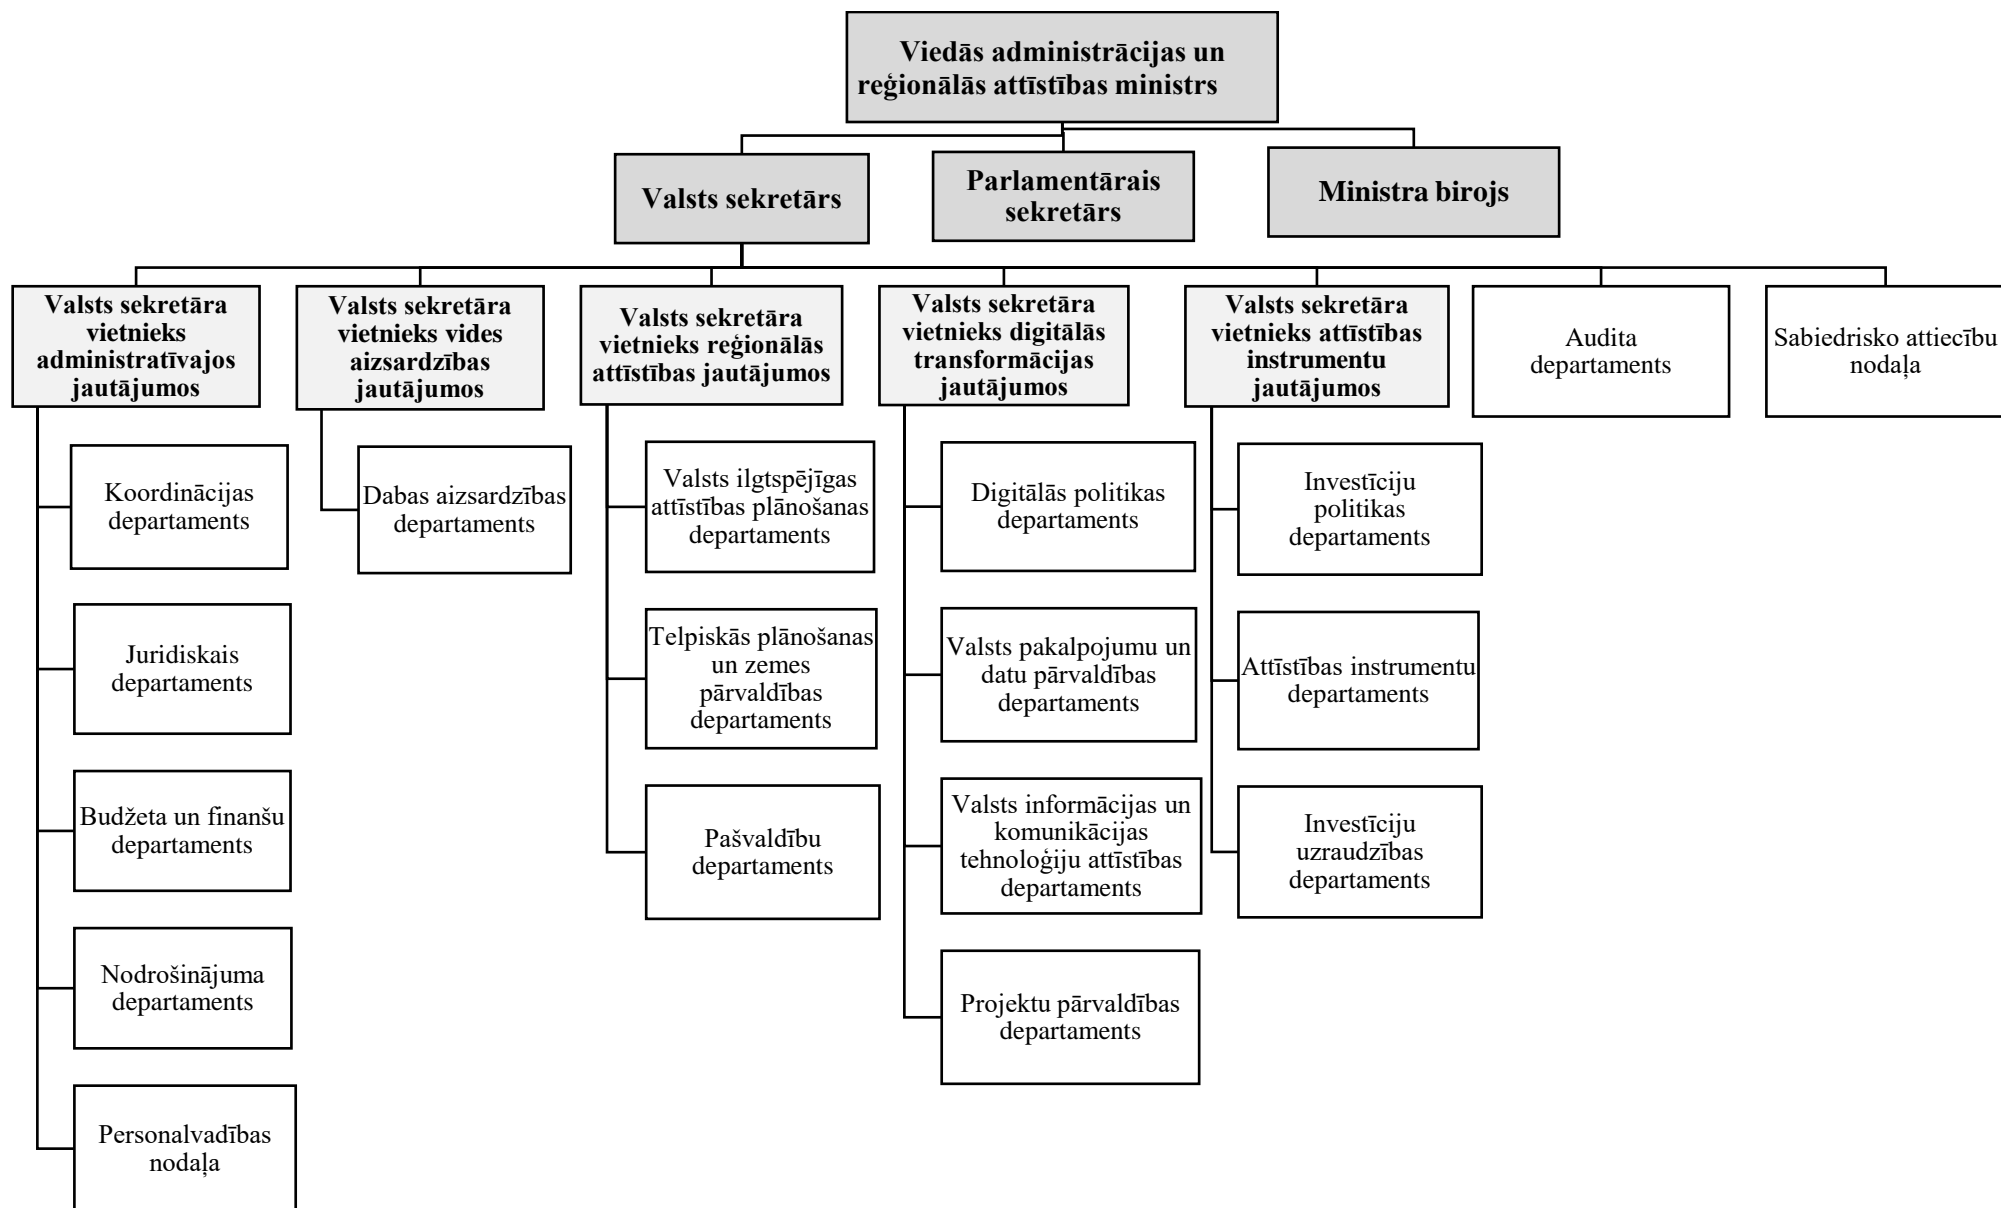 Viedās administrācijas un
reģionālās attīstības ministrs
Valsts sekretārs
Parlamentārais
sekretārs
Ministra birojs
Valsts sekretāra
vietnieks
administratīvajos
jautājumos
Valsts sekretāra
vietnieks vides
aizsardzības
jautājumos
Valsts sekretāra
vietnieks reģionālās
attīstības jautājumos
Valsts sekretāra
vietnieks digitālās
transformācijas
jautājumos
Valsts sekretāra
vietnieks attīstības
instrumentu
jautājumos
Audita
departaments
Sabiedrisko attiecību
nodaļa
Koordinācijas
departaments
Juridiskais
departaments
Budžeta un finanšu
departaments
Nodrošinājuma
departaments
Personalvadības
nodaļa
Dabas aizsardzības
departaments
Valsts ilgtspējīgas
attīstības plānošanas
departaments
Telpiskās plānošanas
un zemes
pārvaldības
departaments
Pašvaldību
departaments
Digitālās politikas
departaments
Valsts pakalpojumu un
datu pārvaldības
departaments
Valsts informācijas un
komunikācijas
tehnoloģiju attīstības
departaments
Projektu pārvaldības
departaments
Investīciju
politikas
departaments
Attīstības instrumentu
departaments
Investīciju
uzraudzības
departaments